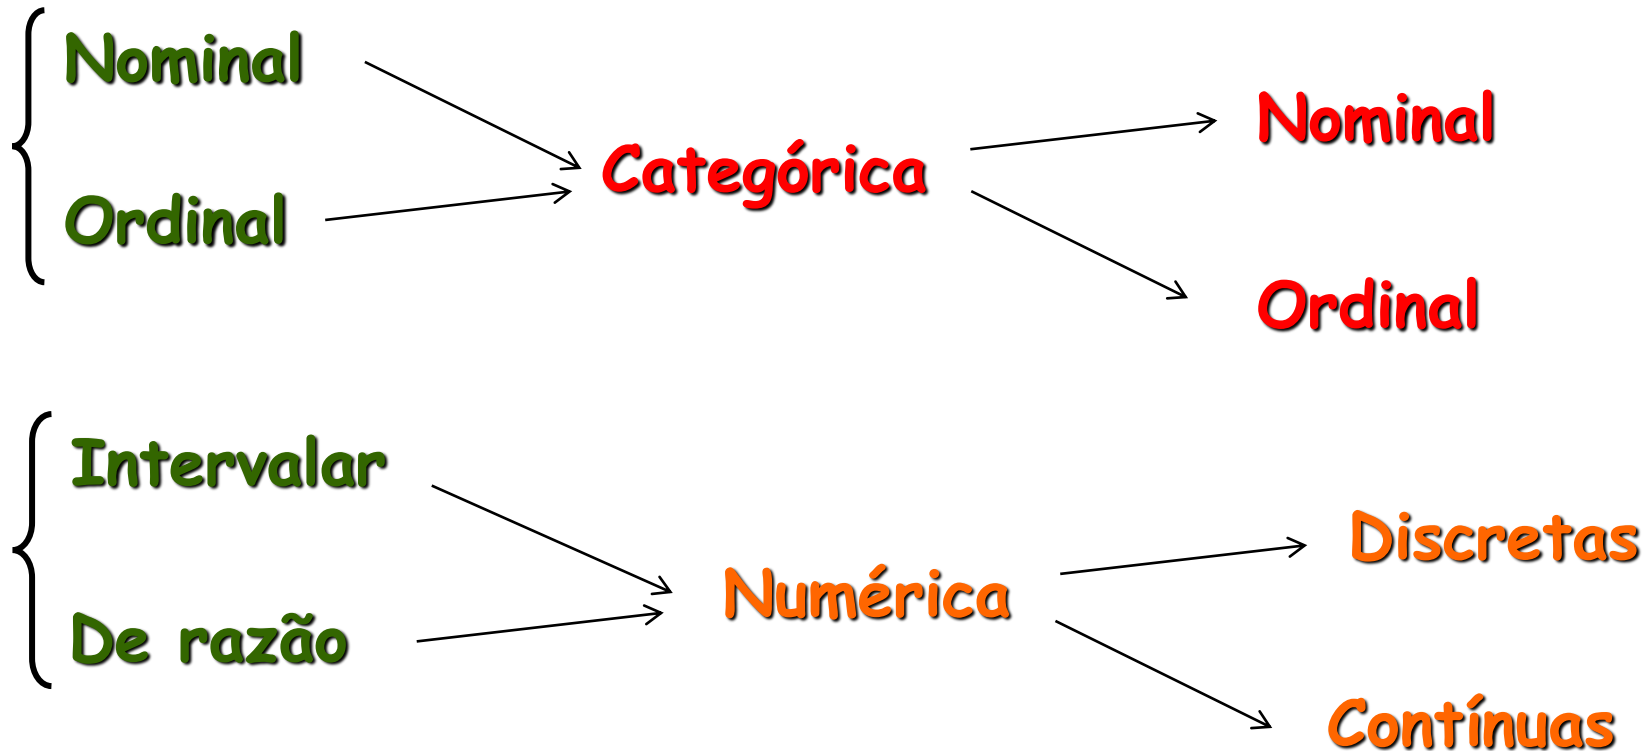 Nominal
Ordinal
Categórica
Nominal
Ordinal
Intervalar
De razão
Numérica
Discretas
Contínuas